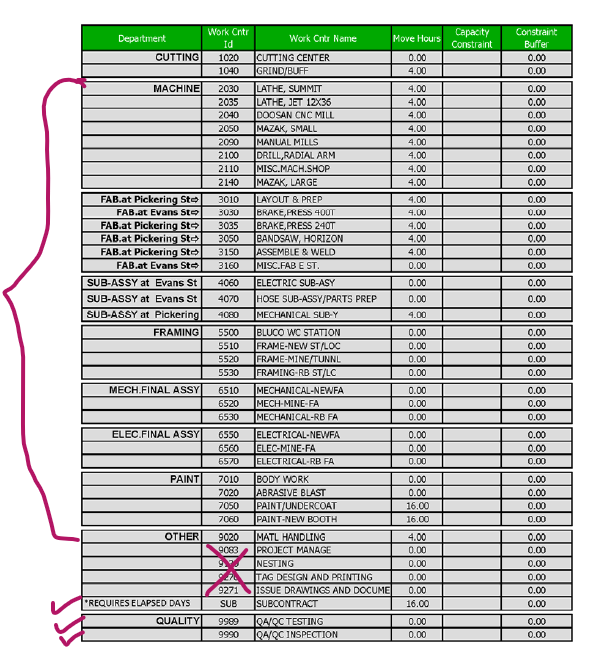 Department Work Cntr Id Work Cntr Name Move Hours Capacity Constraint Constraint Buffer
CUTTING 1020 CUTTING CENTER 0.00 0.00
1040 GRIND/BUFF 4.00 0.00
MACHINE 2030 LATHE, SUMMIT 4.00 0.00
2035 LATHE, JET 12X36 4.00 0.00
2040 DOOSAN CNC MILL 4.00 0.00
2050 MAZAK, SMALL 4.00 0.00
2090 MANUAL MILLS 4.00 0.00
2100 DRILL,RADIAL ARM 4.00 0.00
2110 MISC.MACH.SHOP 4.00 0.00
2140 MAZAK, LARGE 4.00 0.00
FAB.at Pickering St⇨ 3010 LAYOUT & PREP 4.00 0.00
FAB.at Evans St⇨ 3030 BRAKE,PRESS 400T 4.00 0.00
FAB.at Pickering St⇨ 3035 BRAKE,PRESS 240T 4.00 0.00
FAB.at Pickering St⇨ 3050 BANDSAW, HORIZON 4.00 0.00
FAB.at Pickering St⇨ 3150 ASSEMBLE & WELD 4.00 0.00
FAB.at Evans St⇨ 3160 MISC.FAB E ST. 0.00 0.00
SUB-ASSY at Evans St 4060 ELECTRIC SUB-ASY 0.00 0.00
SUB-ASSY at Evans St 4070 HOSE SUB-ASSY/PARTS PREP 0.00 0.00
SUB-ASSY at Pickering 4080 MECHANICAL SUB-Y 4.00 0.00
FRAMING 5500 BLUCO WC STATION 0.00 0.00
5510 FRAME-NEW ST/LOC 0.00 0.00
5520 FRAME-MINE/TUNNL 0.00 0.00
5530 FRAMING-RB ST/LC 0.00 0.00
MECH.FINAL ASSY 6510 MECHANICAL-NEWFA 0.00 0.00
6520 MECH-MINE-FA 0.00 0.00
6530 MECHANICAL-RB FA 0.00 0.00
ELEC.FINAL ASSY 6550 ELECTRICAL-NEWFA 0.00 0.00
6560 ELEC-MINE-FA 0.00 0.00
6570 ELECTRICAL-RB FA 0.00 0.00
PAINT 7010 BODY WORK 0.00 0.00
7020 ABRASIVE BLAST 0.00 0.00
7050 PAINT/UNDERCOAT 16.00 0.00
7060 PAINT-NEW BOOTH 16.00 0.00
OTHER 9020 MATL HANDLING 4.00 0.00
9083 PROJECT MANAGE 0.00 0.00
NESTING 0.00 0.00
TAG DESIGN AND PRINTING 0.00 0.00
9271 ISSUE DRAWINGS AND DOCUME 0.00 0.00
*REQUIRES ELAPSED DAYS SUB SUBCONTRACT 16.00 0.00
QUALITY 9989 QA/QC TESTING 0.00 0.00
9990 QA/QC INSPECTION 0.00 0.00